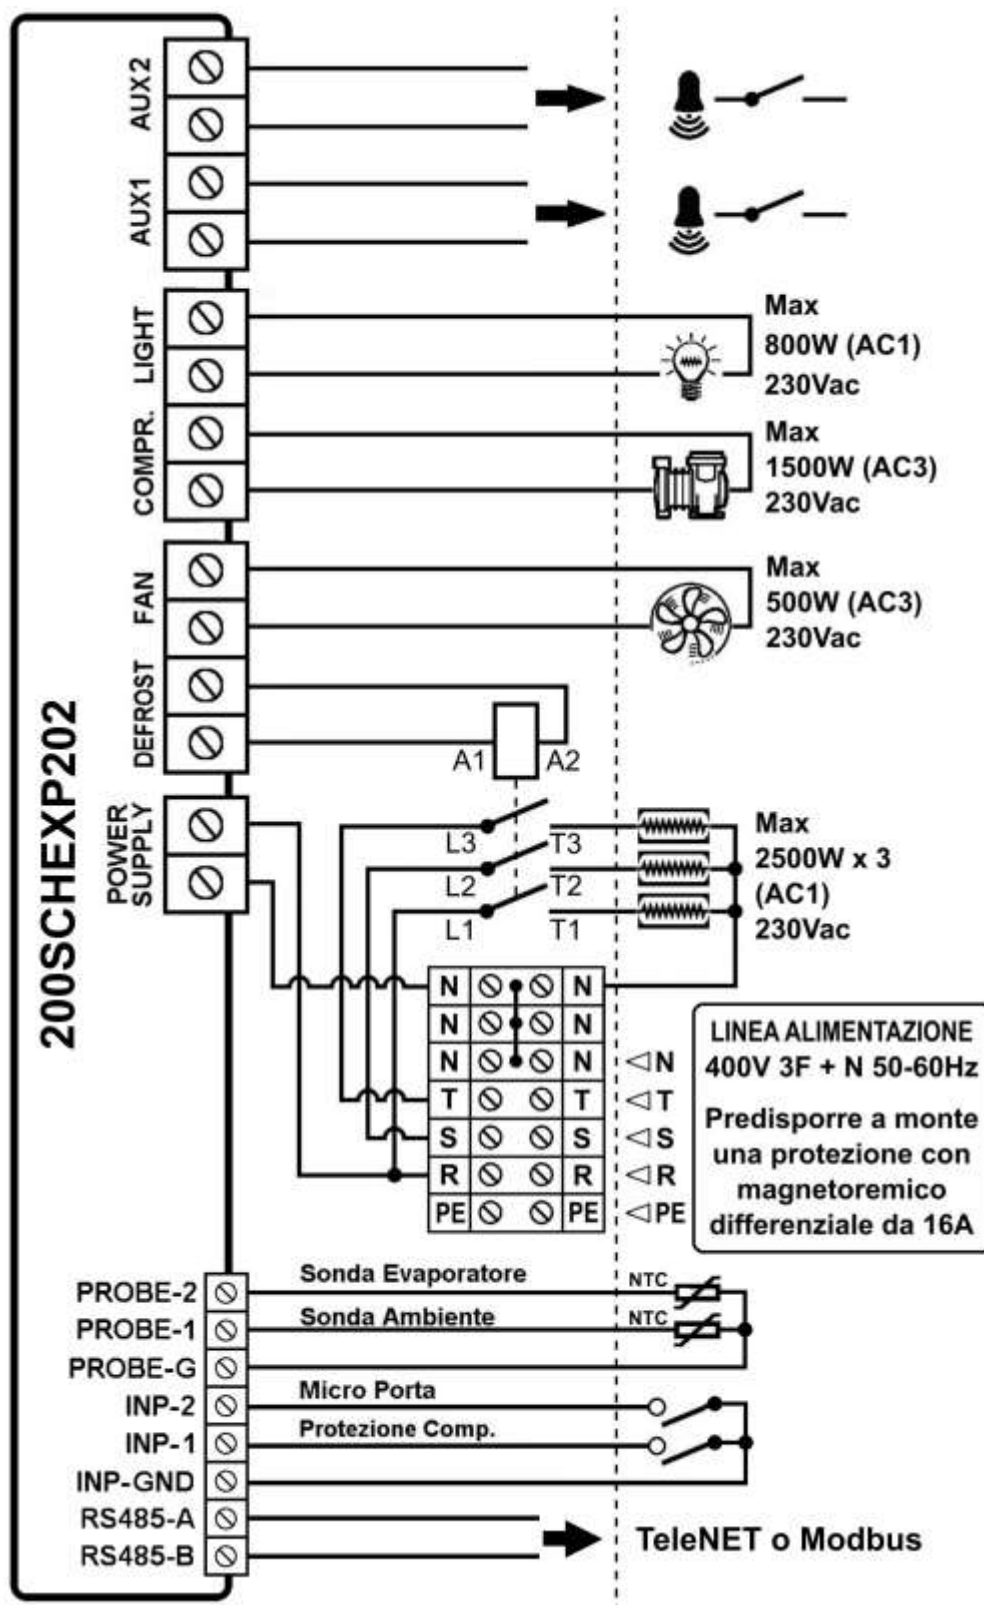 200SCHEXP202
AUX2
AUX1
LIGHT
Max
800W (AC1)
230Vac
COMPR.
Max
1500W (AC3)
230Vac
FAN
Max
500W (AC3)
230Vac
DEFROST
A1 A2
POWER
SUPPLY
L3 T3
L2 T2
L1 T1
Max
2500W x 3
(AC1)
230Vac
N N
N N
N N N
T T T
S S S
R R R
PE PE PE
LINEA ALIMENTAZIONE
400V 3F + N 50-60Hz
Predisporre a monte
una protezione con
magnetoremico
differenziale da 16A
PROBE-2 Sonda Evaporatore NTC
PROBE-1 Sonda Ambiente NTC
PROBE-G
INP-2 Micro Porta
INP-1 Protezione Comp.
INP-GND
RS485-A
RS485-B
TeleNET o Modbus